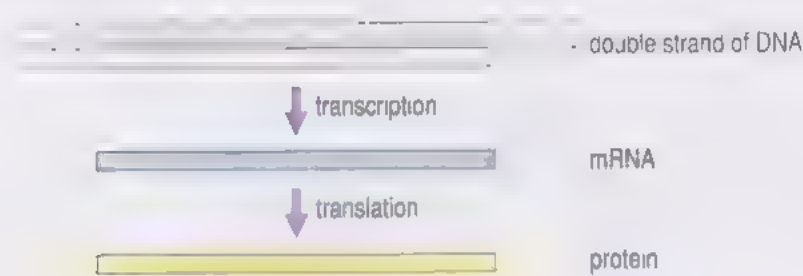 double strand of DNA
transcription
mRNA
translation
protein